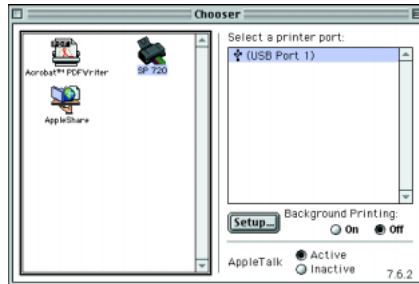 Chooser
Acrobat™ PDFWriter
SP 720
AppleShare
Select a printer port:
(USB Port 1)
Setup...
Background Printing:
On Off
AppleTalk
Active
Inactive
7.6.2